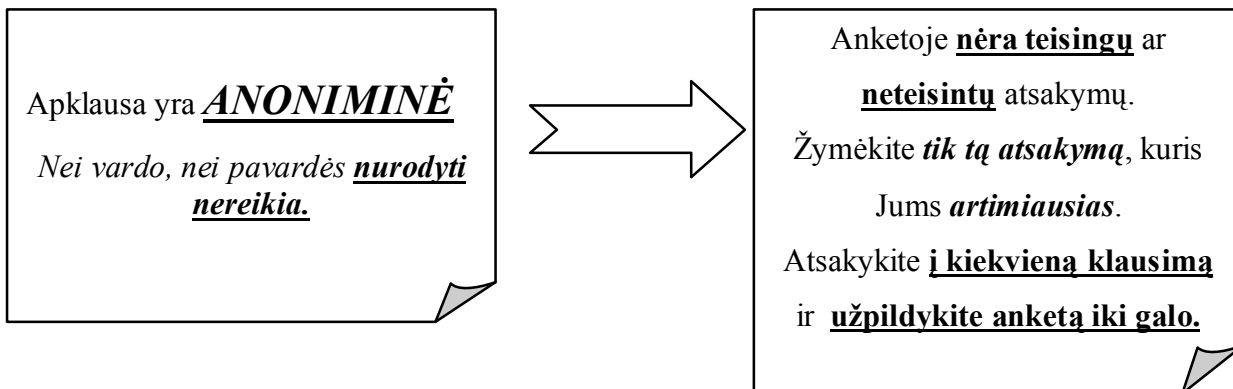 Apklausa yra ANONIMINĖ
Nei vardo, nei pavardės nurodyti
nereikia.
Anketoje nėra teisingų ar
neteisintų atsakymų.
Žymėkite tik tą atsakymą, kuris
Jums artimiausias.
Atsakykite į kiekvieną klausimą
ir užpildykite anketą iki galo.